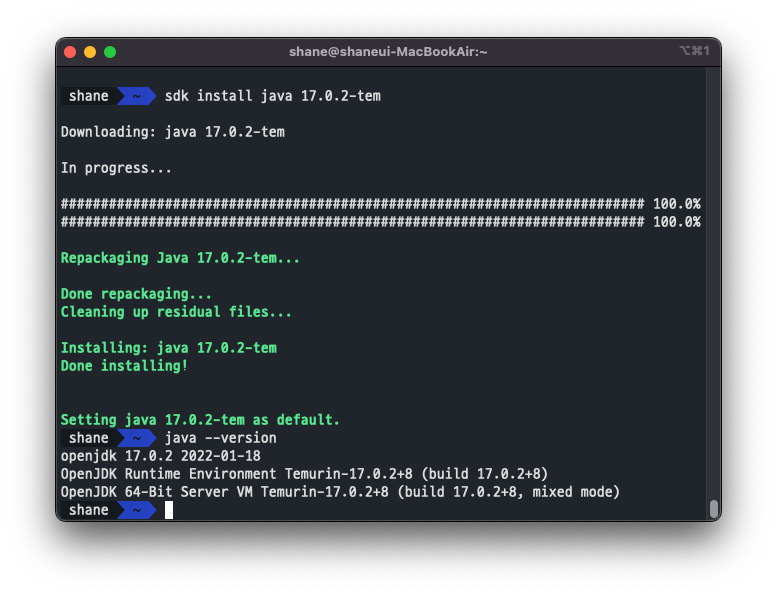 shane@shaneui-MacBookAir:~
⌥⌘1
shane ~ sdk install java 17.0.2-tem
Downloading: java 17.0.2-tem
In progress...
######################################################################### 100.0%
######################################################################### 100.0%
Repackaging Java 17.0.2-tem...
Done repackaging...
Cleaning up residual files...
Installing: java 17.0.2-tem
Done installing!
Setting java 17.0.2-tem as default.
shane ~ java --version
openjdk 17.0.2 2022-01-18
OpenJDK Runtime Environment Temurin-17.0.2+8 (build 17.0.2+8)
OpenJDK 64-Bit Server VM Temurin-17.0.2+8 (build 17.0.2+8, mixed mode)
shane ~